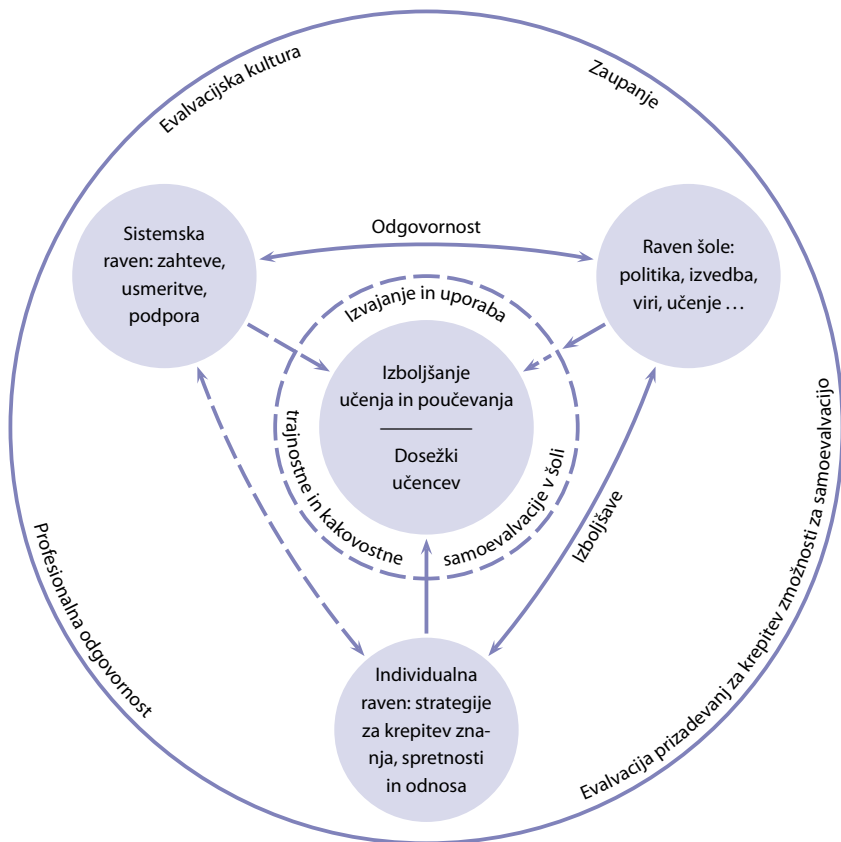 Evalvacijska kultura
Zaupanje
Sistemska
raven: zahteve,
usmeritve,
podpora
Odgovornost
Raven šole:
politika, izvedba,
viri, učenje …
Izvajanje in uporaba
trajnostne in kakovostne
samoevalvacije v šoli
Izboljšanje
učenja in poučevanja
Dosežki
učencev
Izboljšave
Profesionalna odgovornost
Evalvacija prizadevanj za krepitev zmožnosti za samoevalvacijo
Individualna
raven: strategije
za krepitev zna-
nja, spretnosti
in odnosa